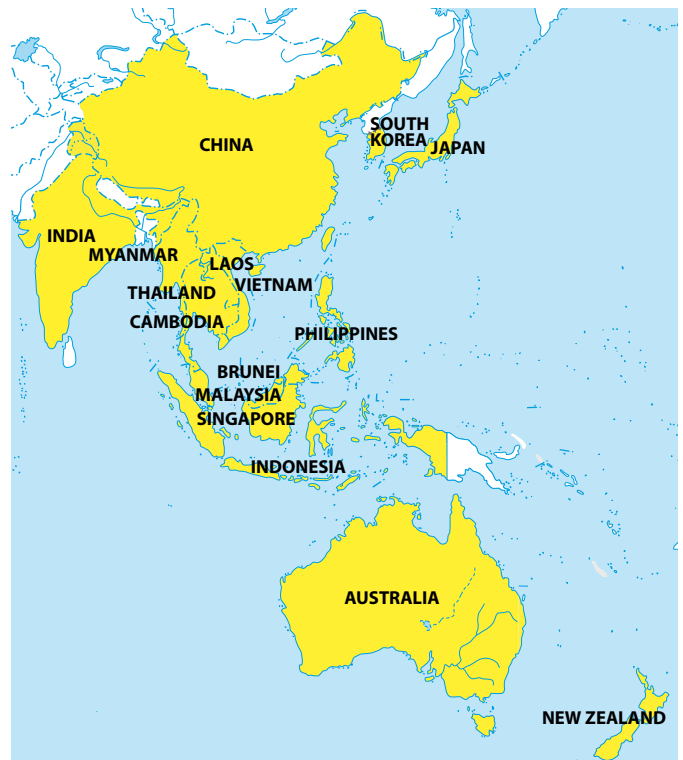 SOUTH
KOREA
CHINA
JAPAN
INDIA
MYANMAR
LAOS
VIETNAM
THAILAND
CAMBODIA
PHILIPPINES
BRUNEI
MALAYSIA
SINGAPORE
INDONESIA
AUSTRALIA
NEW ZEALAND